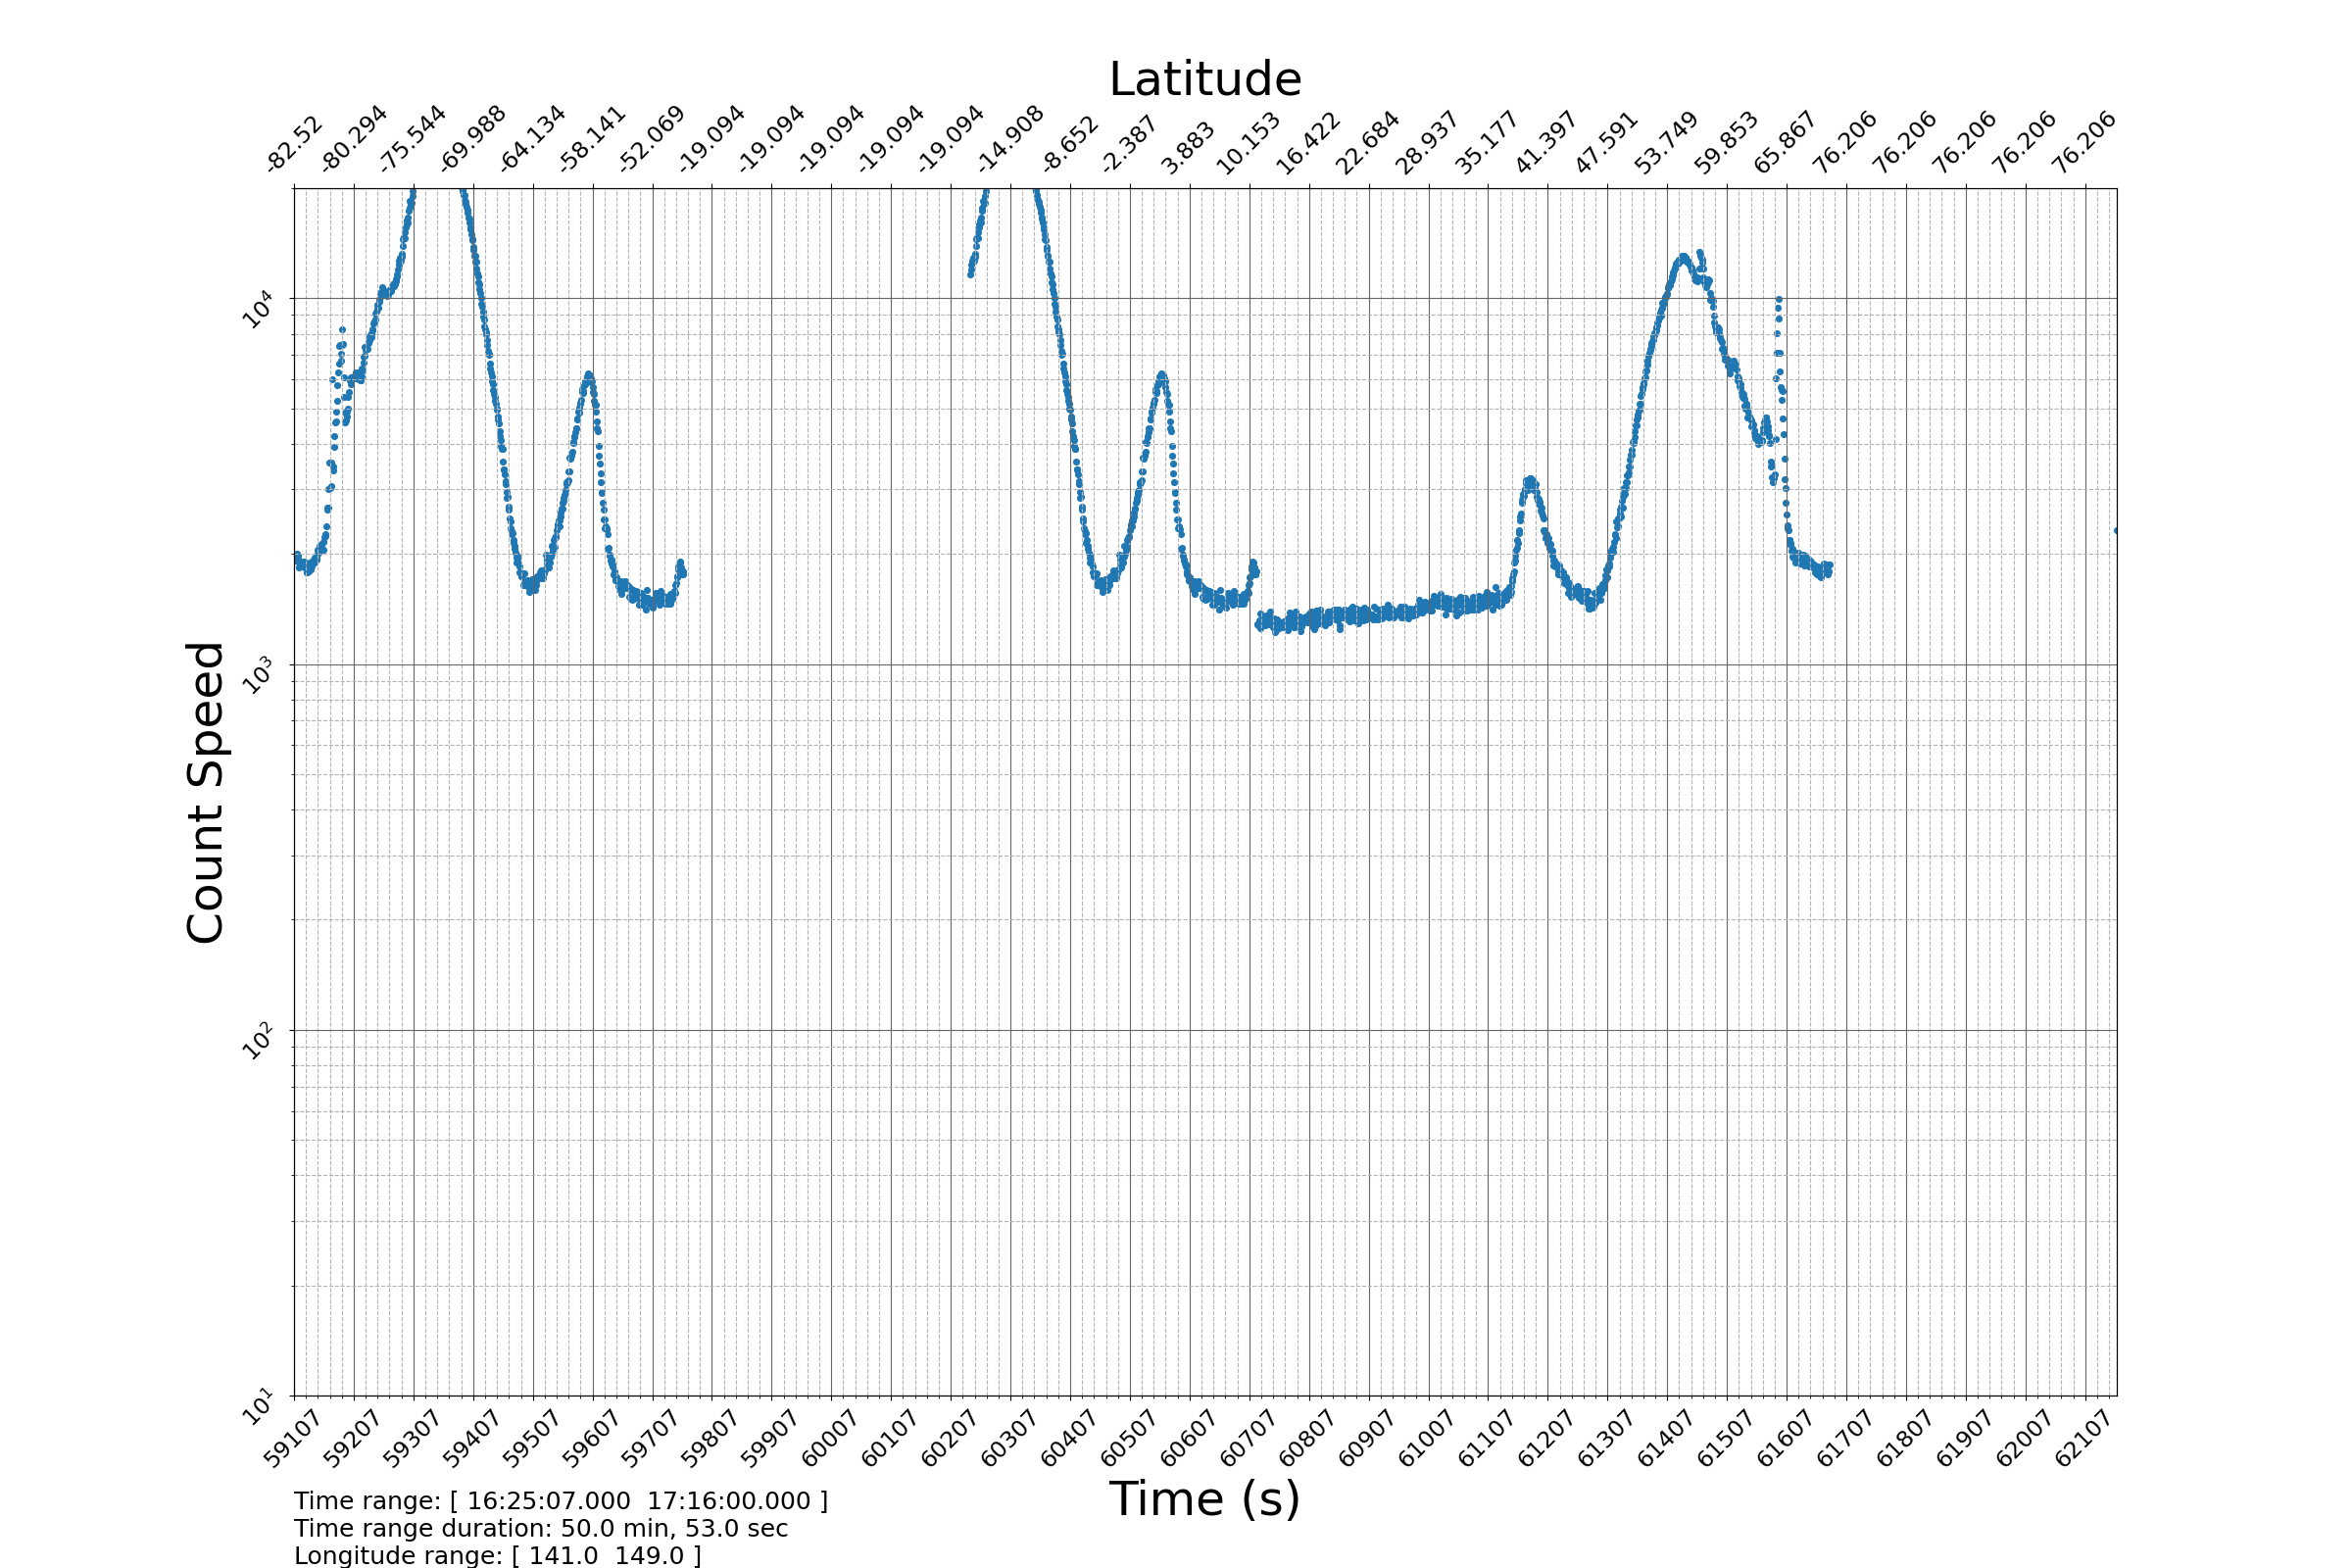 Latitude
-82.52 -80.294 -75.544 -69.988 -64.134 -58.141 -52.069 -19.094 -19.094 -19.094 -19.094 -19.094 -14.908 -8.652 -2.387 3.883 10.153 16.422 22.684 28.937 35.177 41.397 47.591 53.749 59.853 65.867 76.206 76.206 76.206 76.206 76.206
10⁴
10³
10²
10¹
Count Speed
59107 59207 59307 59407 59507 59607 59707 59807 59907 60007 60107 60207 60307 60407 60507 60607 60707 60807 60907 61007 61107 61207 61307 61407 61507 61607 61707 61807 61907 62007 62107
Time (s)
Time range: [ 16:25:07.000  17:16:00.000 ]
Time range duration: 50.0 min, 53.0 sec
Longitude range: [ 141.0  149.0 ]